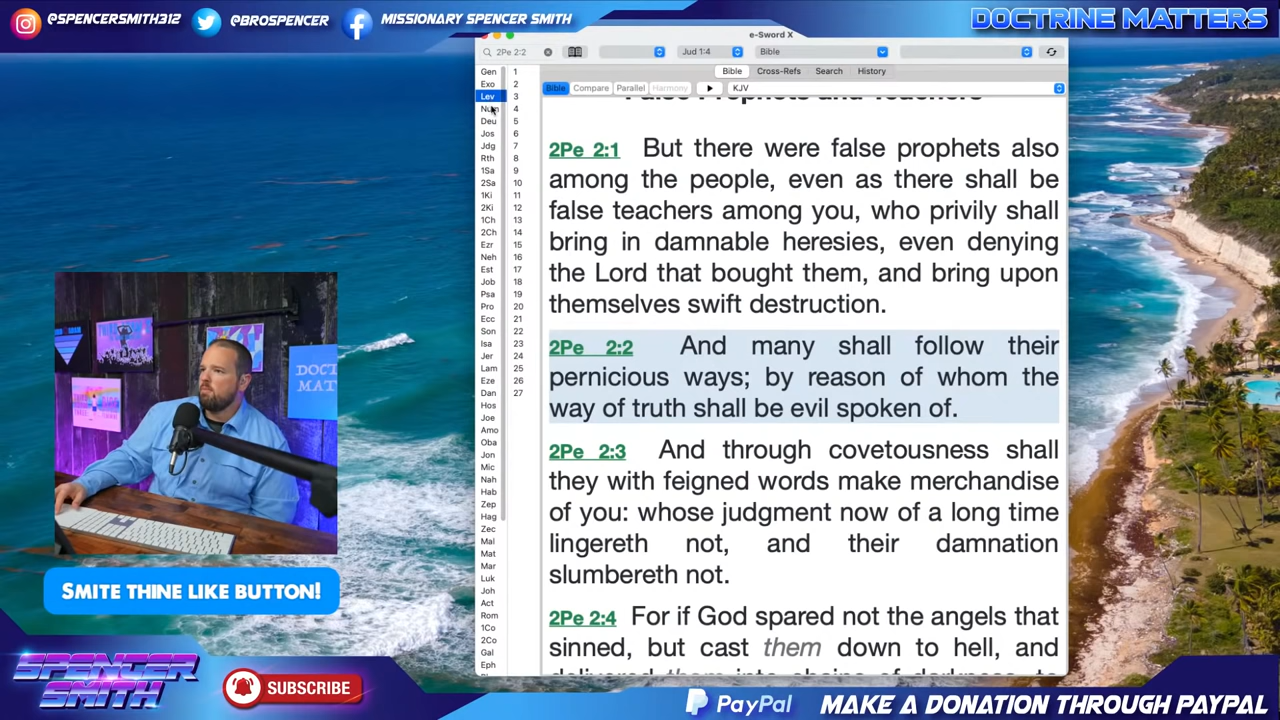 @SPENCERSMITH312
@BROSPENCER
MISSIONARY SPENCER SMITH
DOCTRINE MATTERS
e-Sword X
2Pe 2:2
Jud 1:4
Bible
Bible Cross-Refs Search History
Bible Compare Parallel Harmony
KJV
Gen 1
Exo 2
Lev 3
Num 4
Deu 5
Jos 6
Jdg 7
Rth 8
1Sa 9
2Sa 10
1Ki 11
2Ki 12
1Ch 13
2Ch 14
Ezr 15
Neh 16
Est 17
Job 18
Psa 19
Pro 20
Ecc 21
Son 22
Isa 23
Jer 24
Lam 25
Eze 26
Dan 27
Hos
Joe
Amo
Oba
Jon
Mic
Nah
Hab
Zep
Hag
Zec
Mal
Mat
Mar
Luk
Joh
Act
Rom
1Co
2Co
Gal
Eph
False Prophets and Teachers
2Pe 2:1 But there were false prophets also
among the people, even as there shall be
false teachers among you, who privily shall
bring in damnable heresies, even denying
the Lord that bought them, and bring upon
themselves swift destruction.
2Pe 2:2 And many shall follow their
pernicious ways; by reason of whom the
way of truth shall be evil spoken of.
2Pe 2:3 And through covetousness shall
they with feigned words make merchandise
of you: whose judgment now of a long time
lingereth not, and their damnation
slumbereth not.
2Pe 2:4 For if God spared not the angels that
sinned, but cast them down to hell, and
DOCT
MAT
SMITE THINE LIKE BUTTON!
SPENCER
SMITH
SUBSCRIBE
PayPal
MAKE A DONATION THROUGH PAYPAL